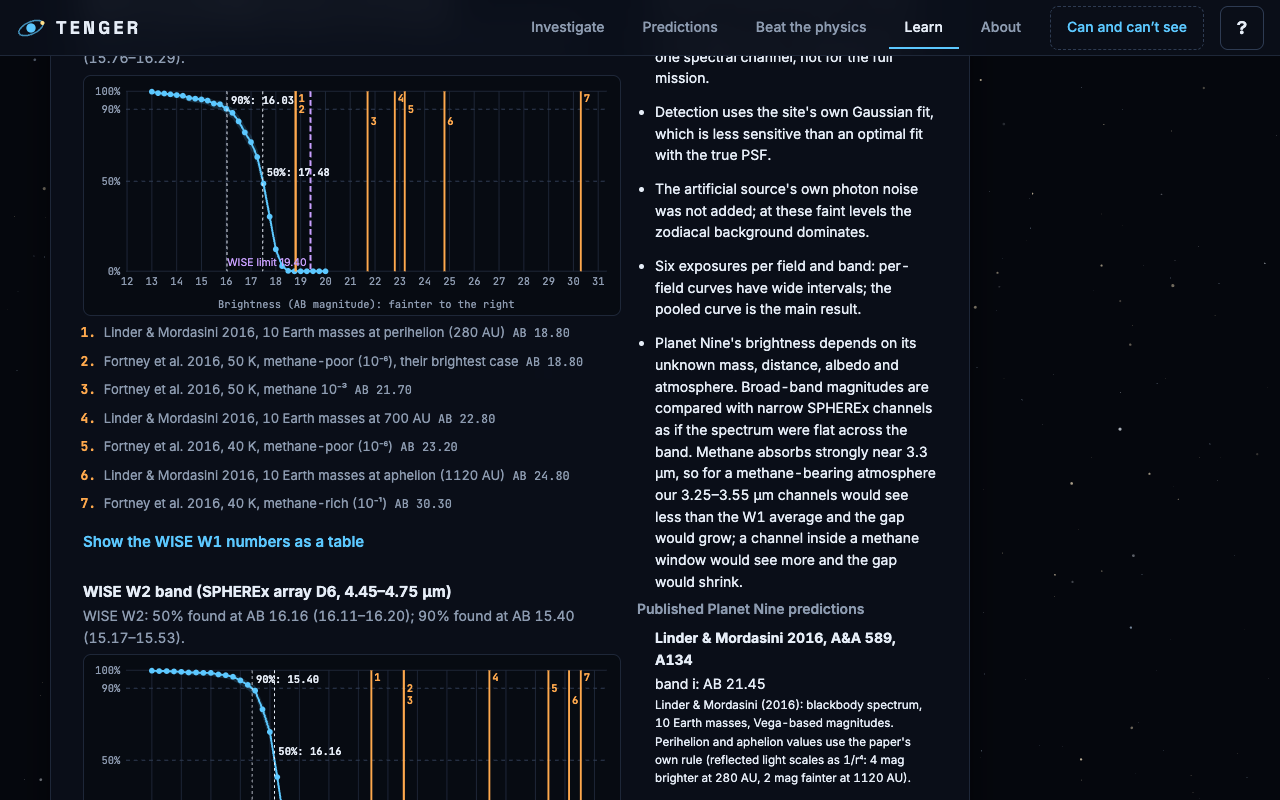 TENGER
Investigate
Predictions
Beat the physics
Learn
About
Can and can't see
?
(15.76–16.29).
100%
90%
50%
0%
90%: 16.03
50%: 17.48
WISE limit 19.40
1
2
3
4
5
6
7
12 13 14 15 16 17 18 19 20 21 22 23 24 25 26 27 28 29 30 31
Brightness (AB magnitude): fainter to the right
1. Linder & Mordasini 2016, 10 Earth masses at perihelion (280 AU) AB 18.80
2. Fortney et al. 2016, 50 K, methane-poor (10⁻⁶), their brightest case AB 18.80
3. Fortney et al. 2016, 50 K, methane 10⁻³ AB 21.70
4. Linder & Mordasini 2016, 10 Earth masses at 700 AU AB 22.80
5. Fortney et al. 2016, 40 K, methane-poor (10⁻⁶) AB 23.20
6. Linder & Mordasini 2016, 10 Earth masses at aphelion (1120 AU) AB 24.80
7. Fortney et al. 2016, 40 K, methane-rich (10⁻¹) AB 30.30
Show the WISE W1 numbers as a table
WISE W2 band (SPHEREx array D6, 4.45–4.75 µm)
WISE W2: 50% found at AB 16.16 (16.11–16.20); 90% found at AB 15.40
(15.17–15.53).
100%
90%
50%
90%: 15.40
50%: 16.16
1
2
3
4
5
6
7
one spectral channel, not for the full
mission.
• Detection uses the site's own Gaussian fit,
which is less sensitive than an optimal fit
with the true PSF.
• The artificial source's own photon noise
was not added; at these faint levels the
zodiacal background dominates.
• Six exposures per field and band: per-
field curves have wide intervals; the
pooled curve is the main result.
• Planet Nine's brightness depends on its
unknown mass, distance, albedo and
atmosphere. Broad-band magnitudes are
compared with narrow SPHEREx channels
as if the spectrum were flat across the
band. Methane absorbs strongly near 3.3
µm, so for a methane-bearing atmosphere
our 3.25–3.55 µm channels would see
less than the W1 average and the gap
would grow; a channel inside a methane
window would see more and the gap
would shrink.
Published Planet Nine predictions
Linder & Mordasini 2016, A&A 589,
A134
band i: AB 21.45
Linder & Mordasini (2016): blackbody spectrum,
10 Earth masses, Vega-based magnitudes.
Perihelion and aphelion values use the paper's
own rule (reflected light scales as 1/r⁴: 4 mag
brighter at 280 AU, 2 mag fainter at 1120 AU).